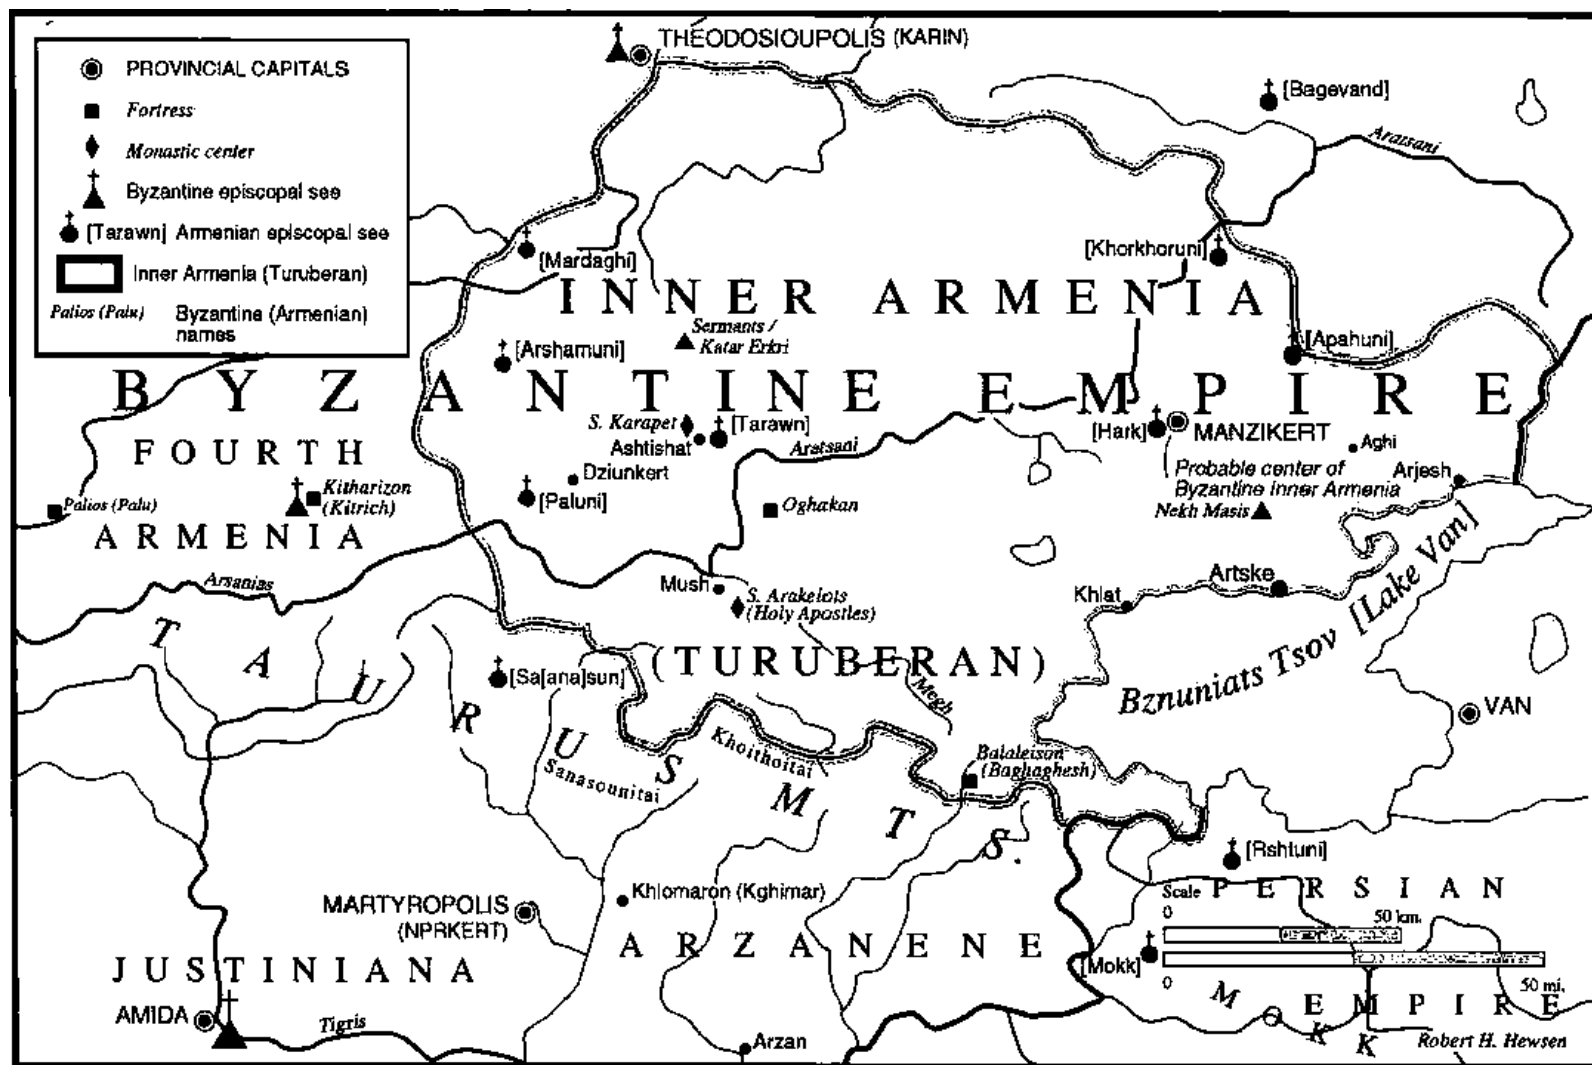 THEODOSIOUPOLIS (KARIN)
PROVINCIAL CAPITALS
Fortress
Monastic center
Byzantine episcopal see
[Tarawn] Armenian episcopal see
Inner Armenia (Turuberan)
Palios (Palu) Byzantine (Armenian)
names
[Bagevand]
Aratsani
[Mardaghi]
[Khorkhoruni]
INNER ARMENIA
Sermants /
Katar Erkri
[Arshamuni]
[Apahuni]
BYZANTINE EMPIRE
S. Karapet
[Tarawn]
Ashtishat
Aratsani
[Hark]
MANZIKERT
Aghi
FOURTH
ARMENIA
Dziunkert
[Paluni]
Probable center of
Byzantine Inner Armenia
Arjesh
Nekh Masis
Palios (Palu)
Kitharizon
(Kitrich)
Oghakan
Arsanias
Mush
S. Arakelots
(Holy Apostles)
Khlat
Artske
Bznuniats Tsov [Lake Van]
(TURUBERAN)
TAURUS MTS.
[Sa[ana]sun]
Megh
VAN
Khoithoitai
Sanasounitai
Balaleison
(Baghaghesh)
[Rshtuni]
Khlomaron (Kghimar)
MARTYROPOLIS
(NPRKERT)
ARZANENE
PERSIAN
EMPIRE
Scale
0
50 km.
0
50 mi.
[Mokk]
MOKK
JUSTINIANA
AMIDA
Tigris
Arzan
Robert H. Hewsen